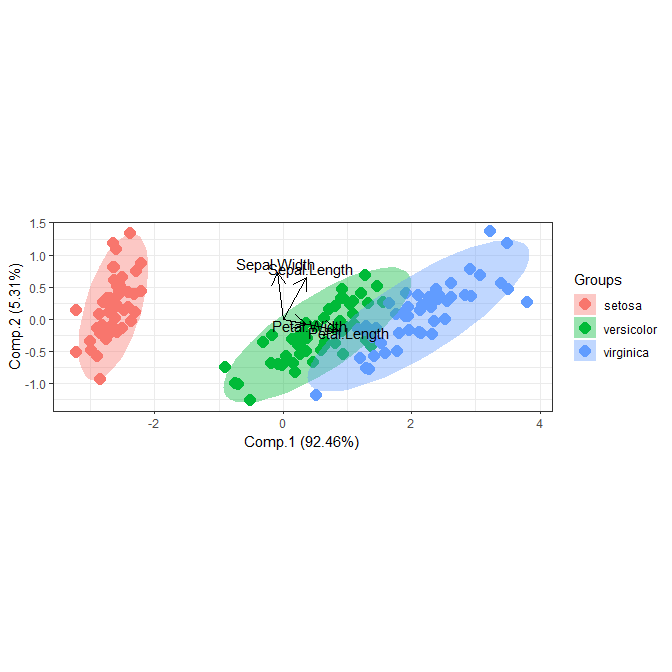 1.5
1.0
0.5
0.0
-0.5
-1.0
Comp.2 (5.31%)
Sepal.Width
Sepal.Length
Petal.Width
Petal.Length
-2
0
2
4
Comp.1 (92.46%)
Groups
setosa
versicolor
virginica